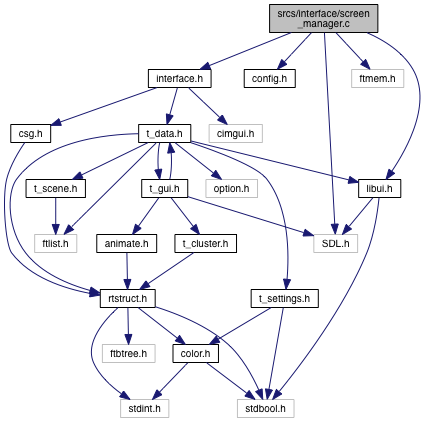 srcs/interface/screen
_manager.c
interface.h
config.h
ftmem.h
csg.h
t_data.h
cimgui.h
t_scene.h
t_gui.h
option.h
libui.h
ftlist.h
animate.h
t_cluster.h
SDL.h
rtstruct.h
t_settings.h
ftbtree.h
color.h
stdint.h
stdbool.h